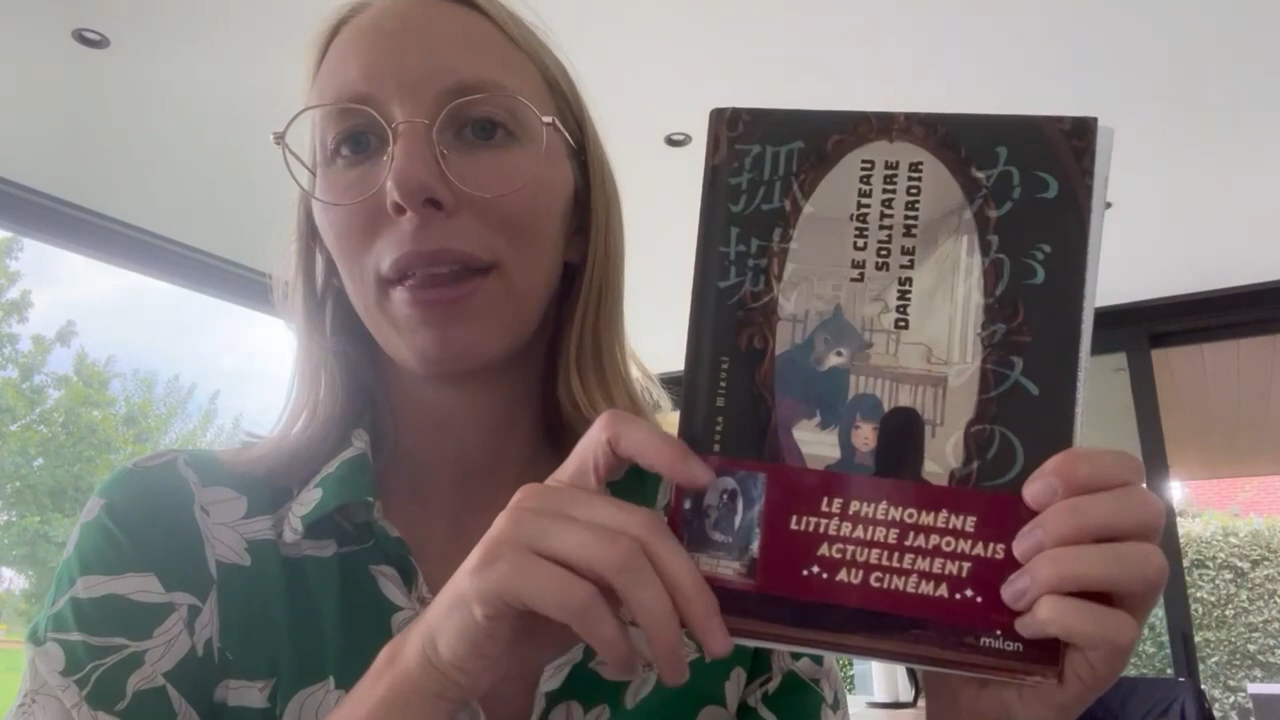 かがみの
孤城
LE CHÂTEAU
SOLITAIRE
DANS LE MIROIR
MIZUKI
LE PHÉNOMÈNE
LITTÉRAIRE JAPONAIS
ACTUELLEMENT
AU CINÉMA
milan